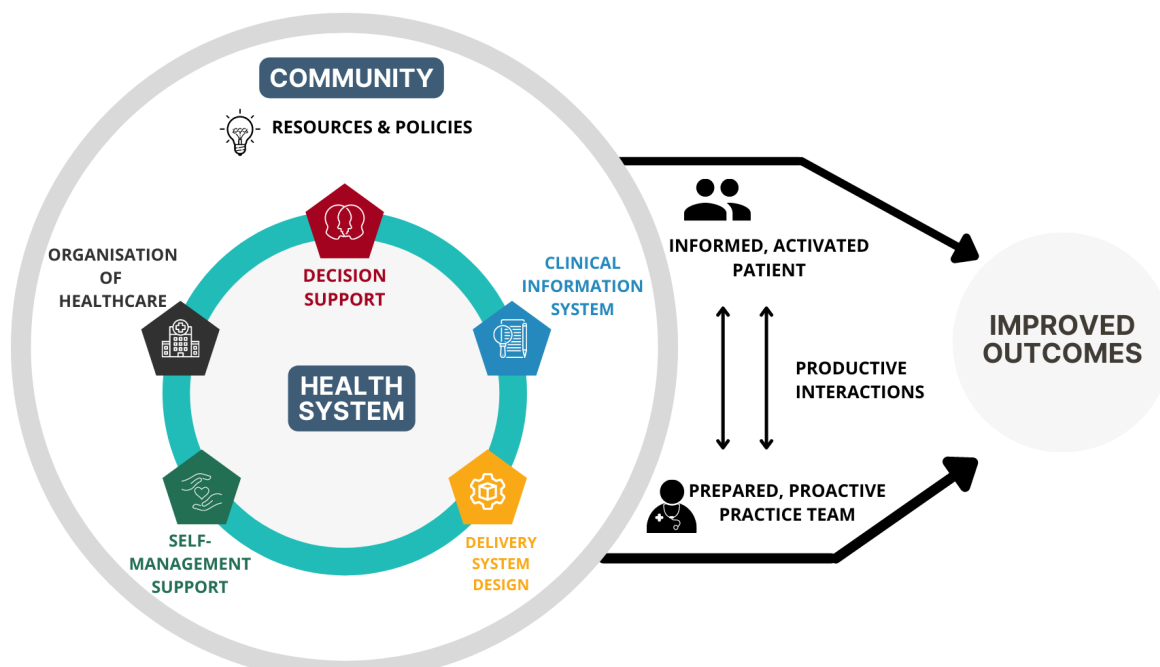 COMMUNITY
RESOURCES & POLICIES
ORGANISATION
OF
HEALTHCARE
DECISION
SUPPORT
CLINICAL
INFORMATION
SYSTEM
HEALTH
SYSTEM
SELF-
MANAGEMENT
SUPPORT
DELIVERY
SYSTEM
DESIGN
INFORMED, ACTIVATED
PATIENT
PRODUCTIVE
INTERACTIONS
PREPARED, PROACTIVE
PRACTICE TEAM
IMPROVED
OUTCOMES